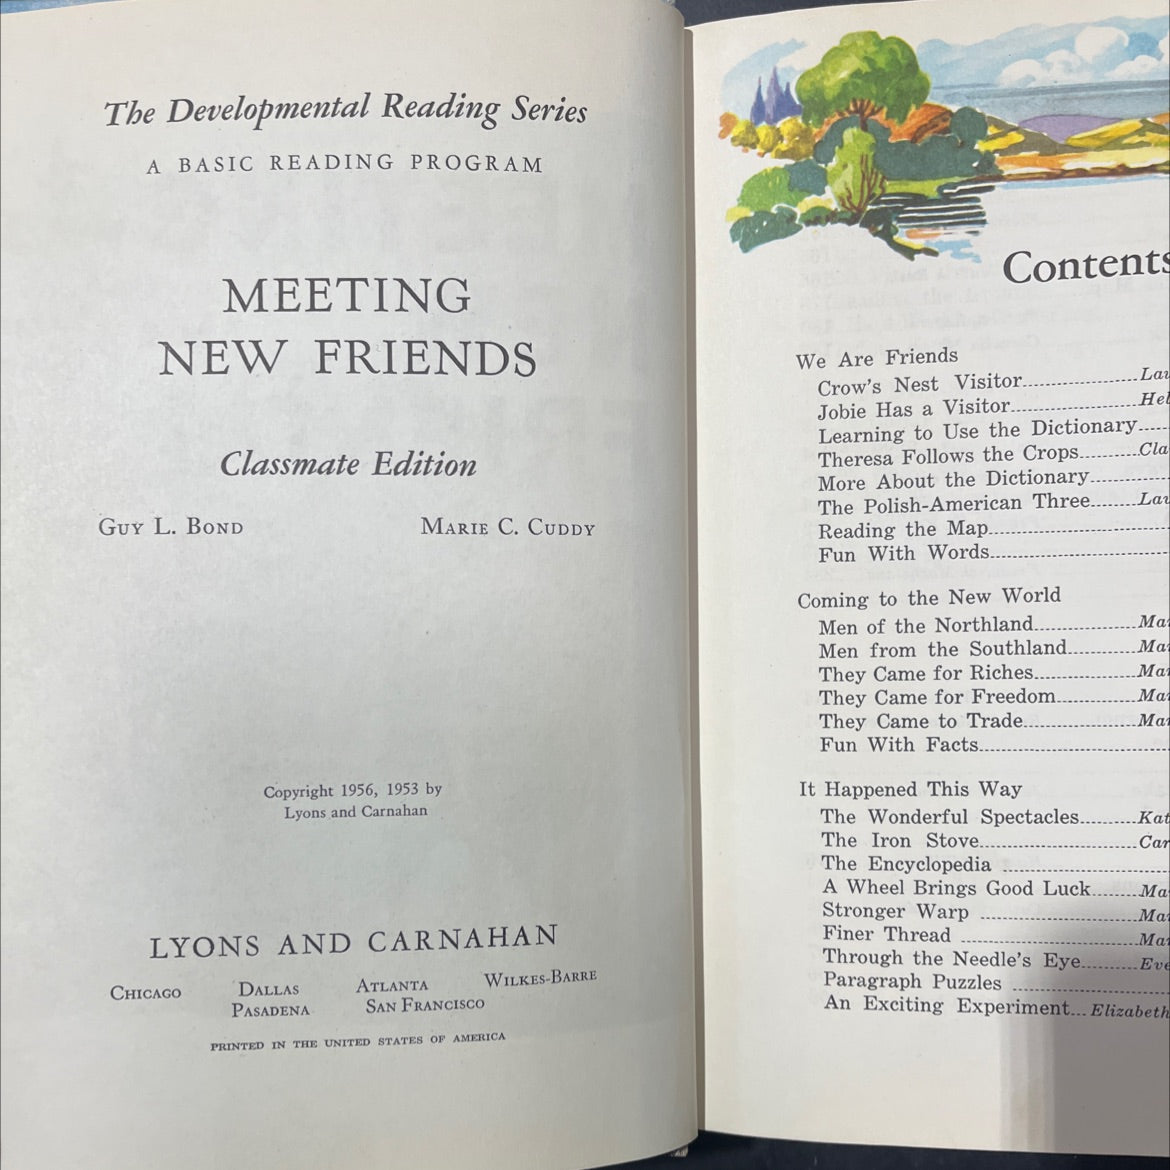 The Developmental Reading Series
A BASIC READING PROGRAM
MEETING
NEW FRIENDS
Classmate Edition
GUY L. BOND MARIE C. CUDDY
Copyright 1956, 1953 by
Lyons and Carnahan
LYONS AND CARNAHAN
CHICAGO DALLAS ATLANTA WILKES-BARRE
PASADENA SAN FRANCISCO
PRINTED IN THE UNITED STATES OF AMERICA
Contents
We Are Friends
Crow's Nest Visitor
Jobie Has a Visitor
Learning to Use the Dictionary
Theresa Follows the Crops
More About the Dictionary
The Polish-American Three
Reading the Map
Fun With Words
Coming to the New World
Men of the Northland
Men from the Southland
They Came for Riches
They Came for Freedom
They Came to Trade
Fun With Facts
It Happened This Way
The Wonderful Spectacles
The Iron Stove
The Encyclopedia
A Wheel Brings Good Luck
Stronger Warp
Finer Thread
Through the Needle's Eye
Paragraph Puzzles
An Exciting Experiment... Elizabeth